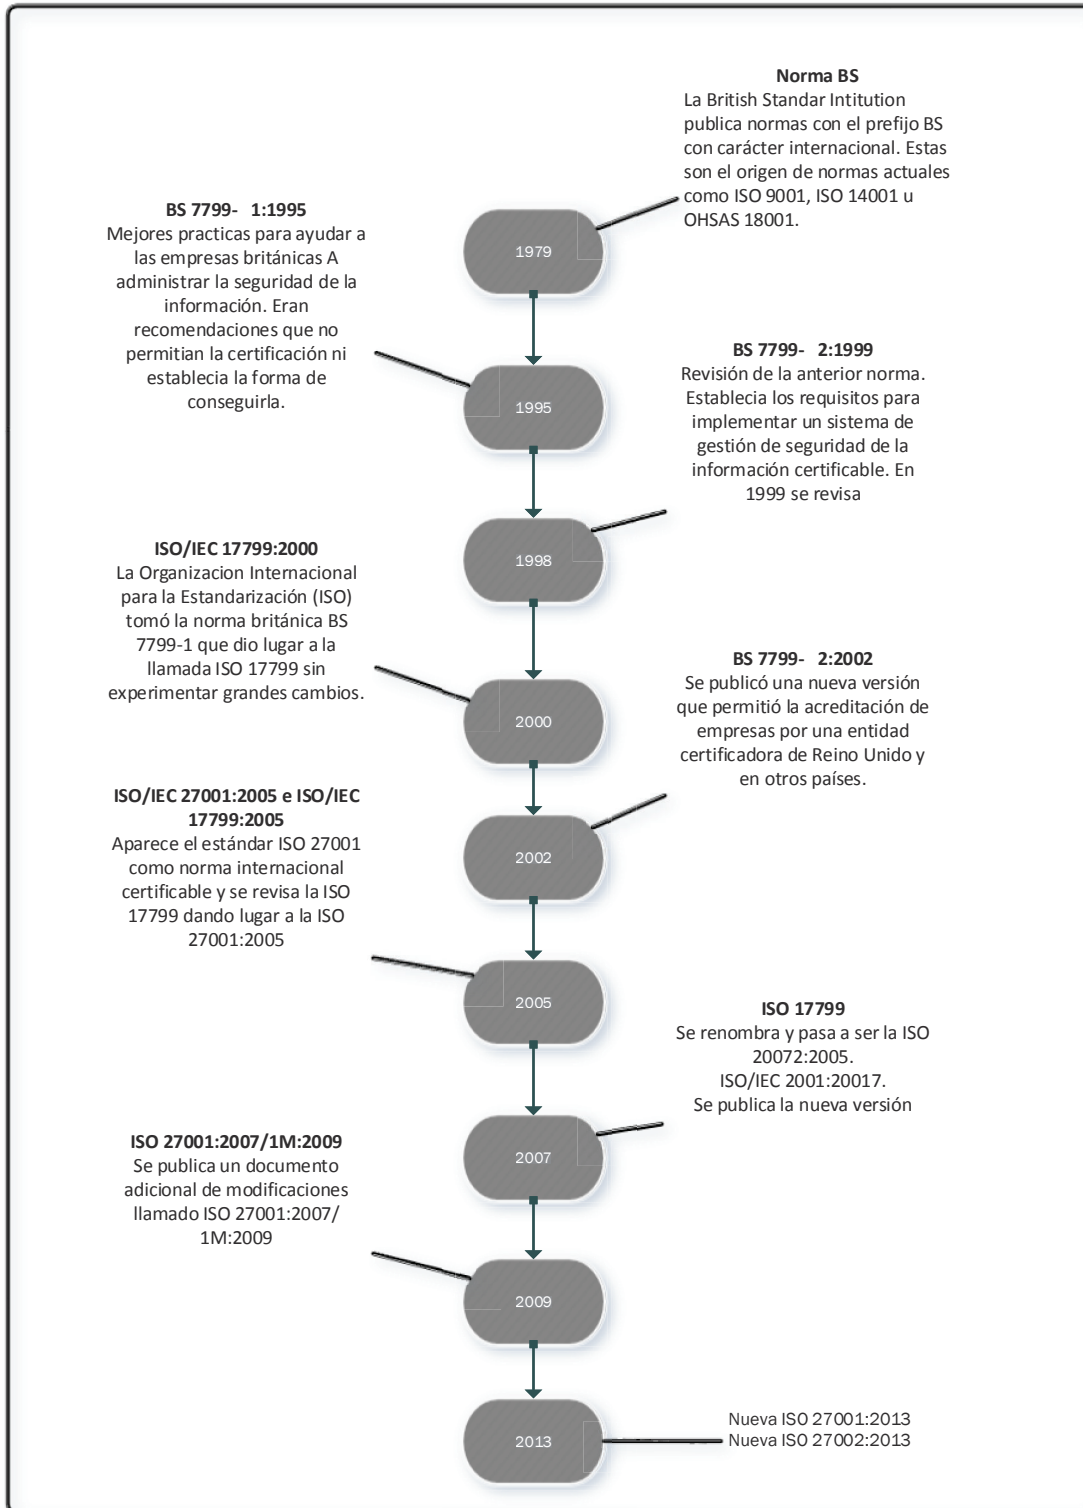 Norma BS
La British Standar Intitution
publica normas con el prefijo BS
con carácter internacional. Estas
son el origen de normas actuales
como ISO 9001, ISO 14001 u
OHSAS 18001.
1979
BS 7799- 1:1995
Mejores practicas para ayudar a
las empresas británicas A
administrar la seguridad de la
información. Eran
recomendaciones que no
permitian la certificación ni
establecia la forma de
conseguirla.
1995
BS 7799- 2:1999
Revisión de la anterior norma.
Establecia los requisitos para
implementar un sistema de
gestión de seguridad de la
información certificable. En
1999 se revisa
1998
ISO/IEC 17799:2000
La Organizacion Internacional
para la Estandarización (ISO)
tomó la norma británica BS
7799-1 que dio lugar a la
llamada ISO 17799 sin
experimentar grandes cambios.
2000
BS 7799- 2:2002
Se publicó una nueva versión
que permitió la acreditación de
empresas por una entidad
certificadora de Reino Unido y
en otros países.
2002
ISO/IEC 27001:2005 e ISO/IEC
17799:2005
Aparece el estándar ISO 27001
como norma internacional
certificable y se revisa la ISO
17799 dando lugar a la ISO
27001:2005
2005
ISO 17799
Se renombra y pasa a ser la ISO
20072:2005.
ISO/IEC 2001:20017.
Se publica la nueva versión
2007
ISO 27001:2007/1M:2009
Se publica un documento
adicional de modificaciones
llamado ISO 27001:2007/
1M:2009
2009
2013
Nueva ISO 27001:2013
Nueva ISO 27002:2013